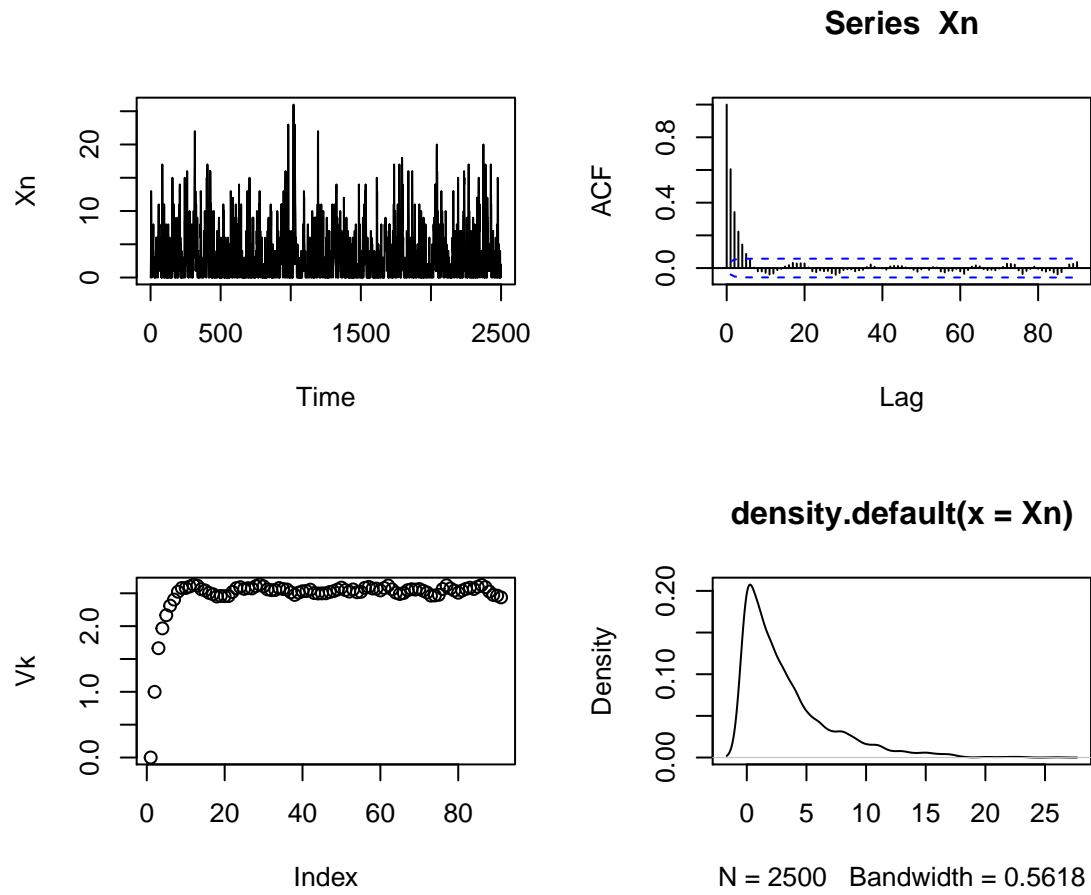 Series Xn
Xn
0 10 20
0 500 1500 2500
Time
ACF
0.0 0.4 0.8
0 20 40 60 80
Lag
Vk
0.0 1.0 2.0
0 20 40 60 80
Index
density.default(x = Xn)
Density
0.00 0.10 0.20
0 5 10 15 20 25
N = 2500 Bandwidth = 0.5618